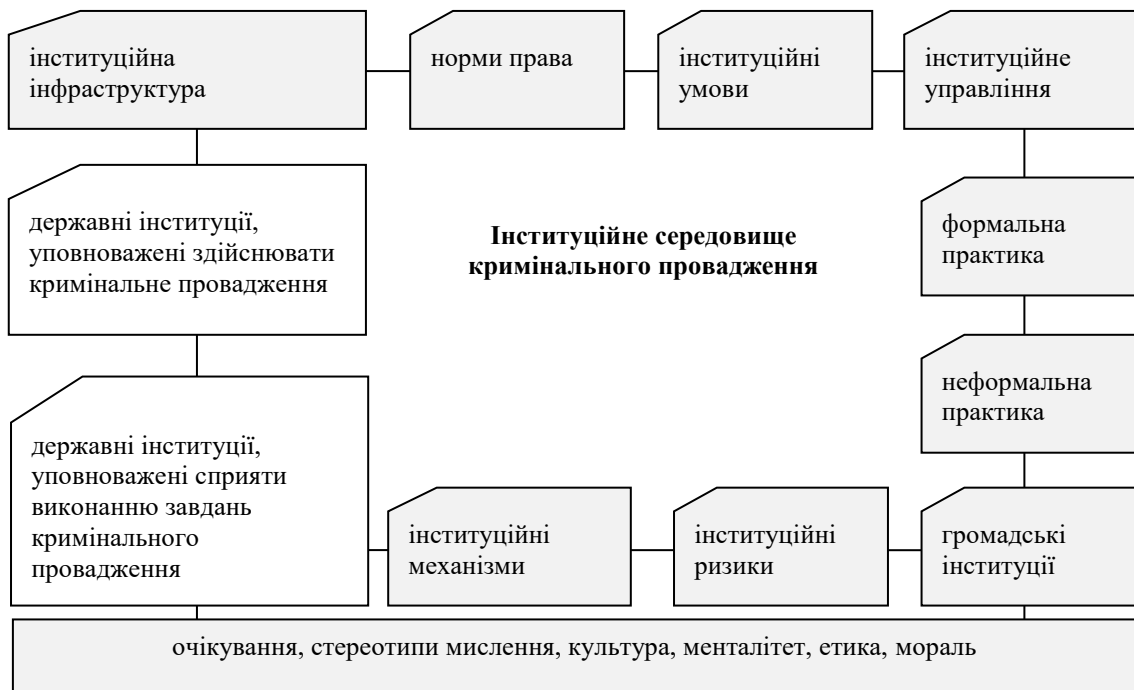 інституційна
інфраструктура
норми права
інституційні
умови
інституційне
управління
державні інституції,
уповноважені здійснювати
кримінальне провадження
Інституційне середовище
кримінального провадження
формальна
практика
неформальна
практика
державні інституції,
уповноважені сприяти
виконанню завдань
кримінального
провадження
інституційні
механізми
інституційні
ризики
громадські
інституції
очікування, стереотипи мислення, культура, менталітет, етика, мораль